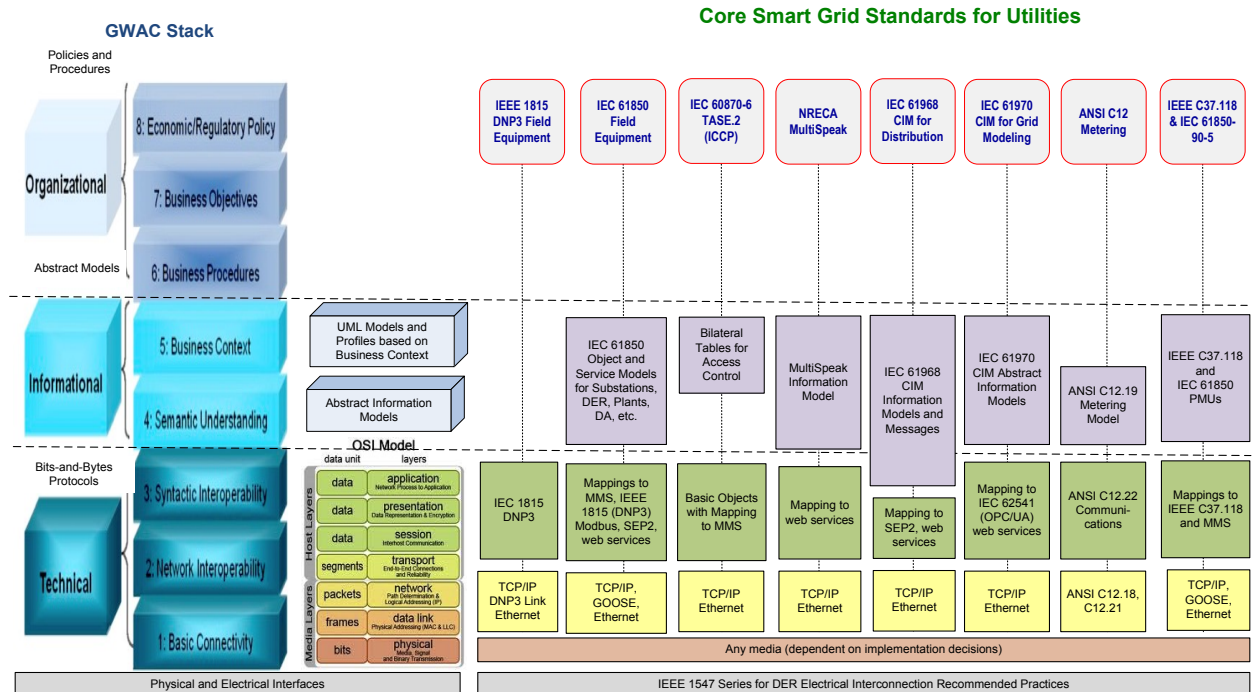 Core Smart Grid Standards for Utilities
GWAC Stack
Policies and
Procedures
8: Economic/Regulatory Policy
Organizational
7: Business Objectives
Abstract Models
6: Business Procedures
5: Business Context
Informational
4: Semantic Understanding
Bits-and-Bytes
Protocols
3: Syntactic Interoperability
Technical
2: Network Interoperability
1: Basic Connectivity
Physical and Electrical Interfaces
UML Models and
Profiles based on
Business Context
Abstract Information
Models
OSI Model
data unit layers
Host Layers
data application
Network Process to Application
data presentation
Data Representation & Encryption
data session
Interhost Communication
segments transport
End-to-End Connections
and Reliability
Media Layers
packets network
Path Determination &
Logical Addressing (IP)
frames data link
Physical Addressing (MAC & LLC)
bits physical
Media, Signal
and Binary Transmission
IEEE 1815
DNP3 Field
Equipment
IEC 61850
Field
Equipment
IEC 60870-6
TASE.2
(ICCP)
NRECA
MultiSpeak
IEC 61968
CIM for
Distribution
IEC 61970
CIM for Grid
Modeling
ANSI C12
Metering
IEEE C37.118
& IEC 61850-
90-5
IEC 61850
Object and
Service Models
for Substations,
DER, Plants,
DA, etc.
Bilateral
Tables for
Access
Control
MultiSpeak
Information
Model
IEC 61968
CIM
Information
Models and
Messages
IEC 61970
CIM Abstract
Information
Models
ANSI C12.19
Metering
Model
IEEE C37.118
and
IEC 61850
PMUs
IEC 1815
DNP3
Mappings to
MMS, IEEE
1815 (DNP3)
Modbus, SEP2,
web services
Basic Objects
with Mapping
to MMS
Mapping to
web services
Mapping to
SEP2, web
services
Mapping to
IEC 62541
(OPC/UA)
web services
ANSI C12.22
Communi-
cations
Mappings to
IEEE C37.118
and MMS
TCP/IP
DNP3 Link
Ethernet
TCP/IP,
GOOSE,
Ethernet
TCP/IP
Ethernet
TCP/IP
Ethernet
TCP/IP
Ethernet
TCP/IP
Ethernet
ANSI C12.18,
C12.21
TCP/IP,
GOOSE,
Ethernet
Any media (dependent on implementation decisions)
IEEE 1547 Series for DER Electrical Interconnection Recommended Practices